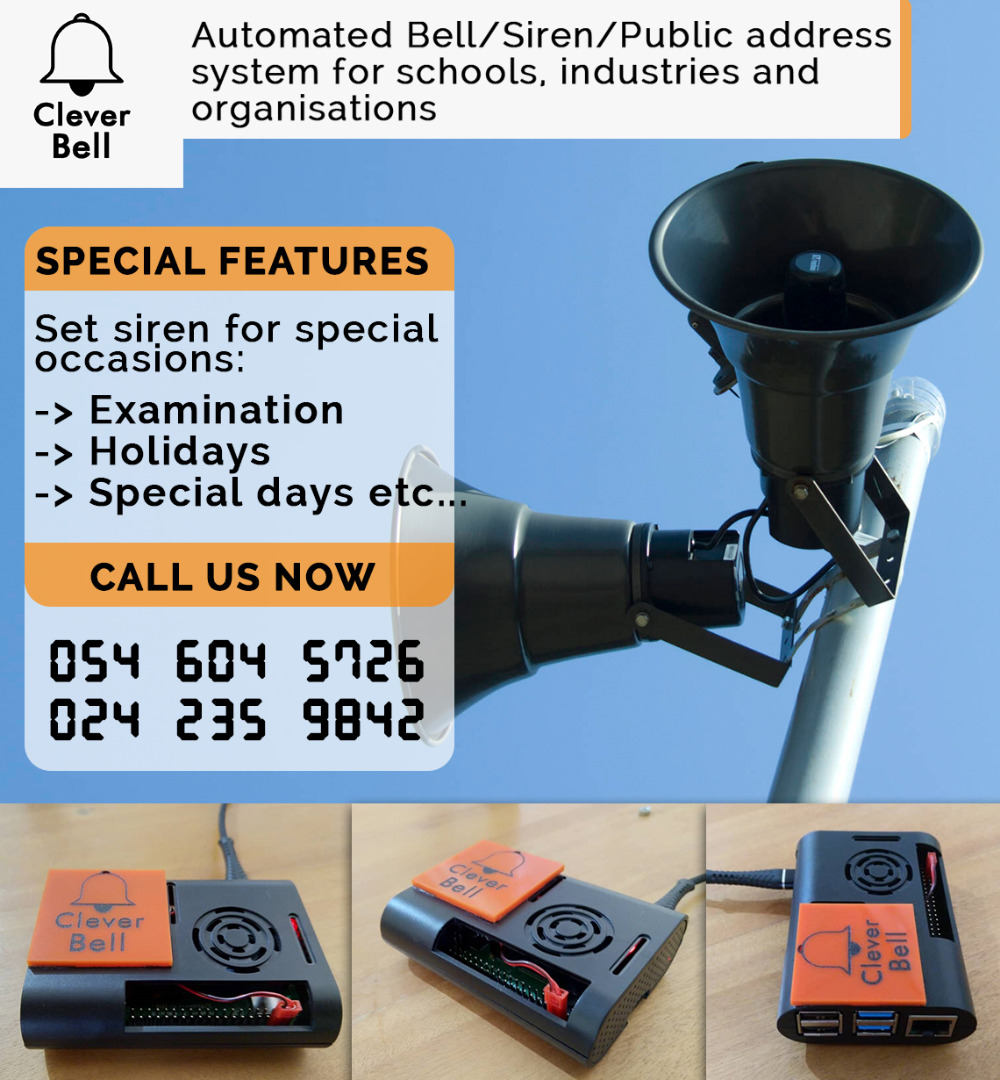 Clever
Bell
Automated Bell/Siren/Public address
system for schools, industries and
organisations
SPECIAL FEATURES
Set siren for special
occasions:
-> Examination
-> Holidays
-> Special days etc...
CALL US NOW
054 604 5726
024 235 9842
Clever
Bell
Clever
Bell
Clever
Bell